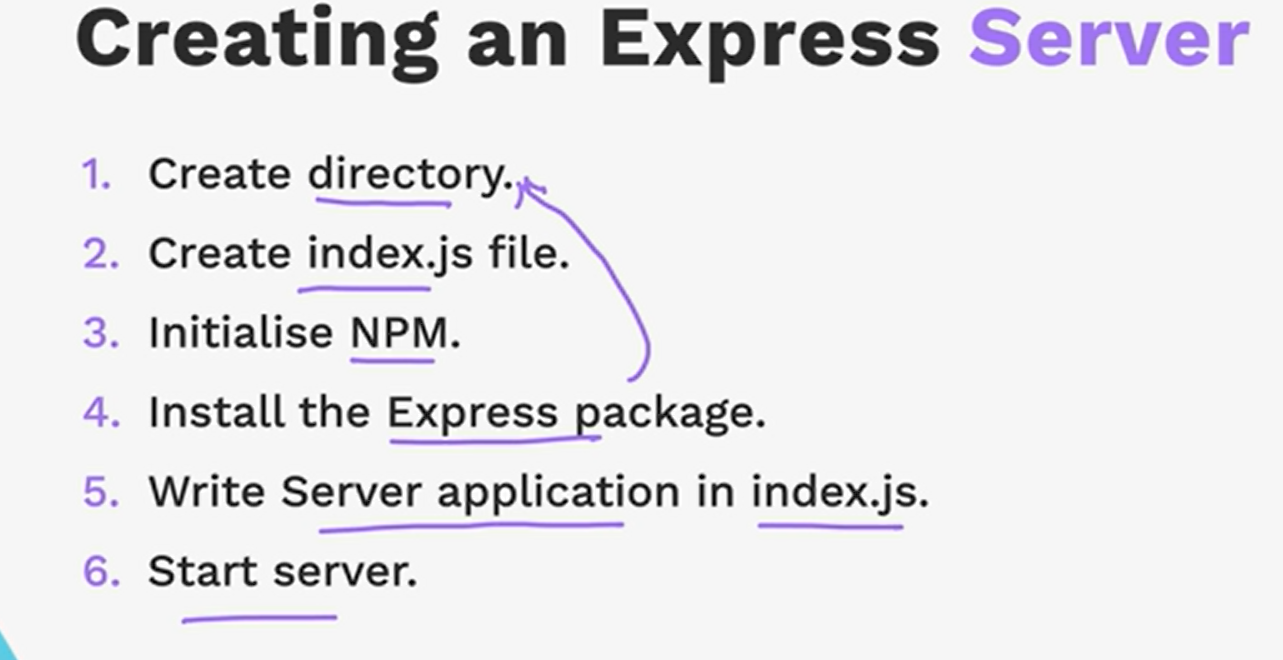 Creating an Express Server
1. Create directory.
2. Create index.js file.
3. Initialise NPM.
4. Install the Express package.
5. Write Server application in index.js.
6. Start server.